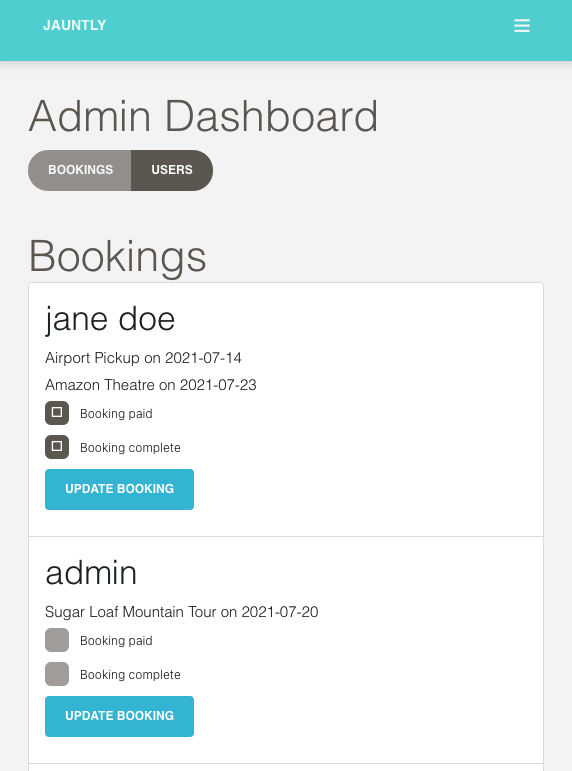 JAUNTLY
Admin Dashboard
BOOKINGS USERS
Bookings
jane doe
Airport Pickup on 2021-07-14
Amazon Theatre on 2021-07-23
Booking paid
Booking complete
UPDATE BOOKING
admin
Sugar Loaf Mountain Tour on 2021-07-20
Booking paid
Booking complete
UPDATE BOOKING